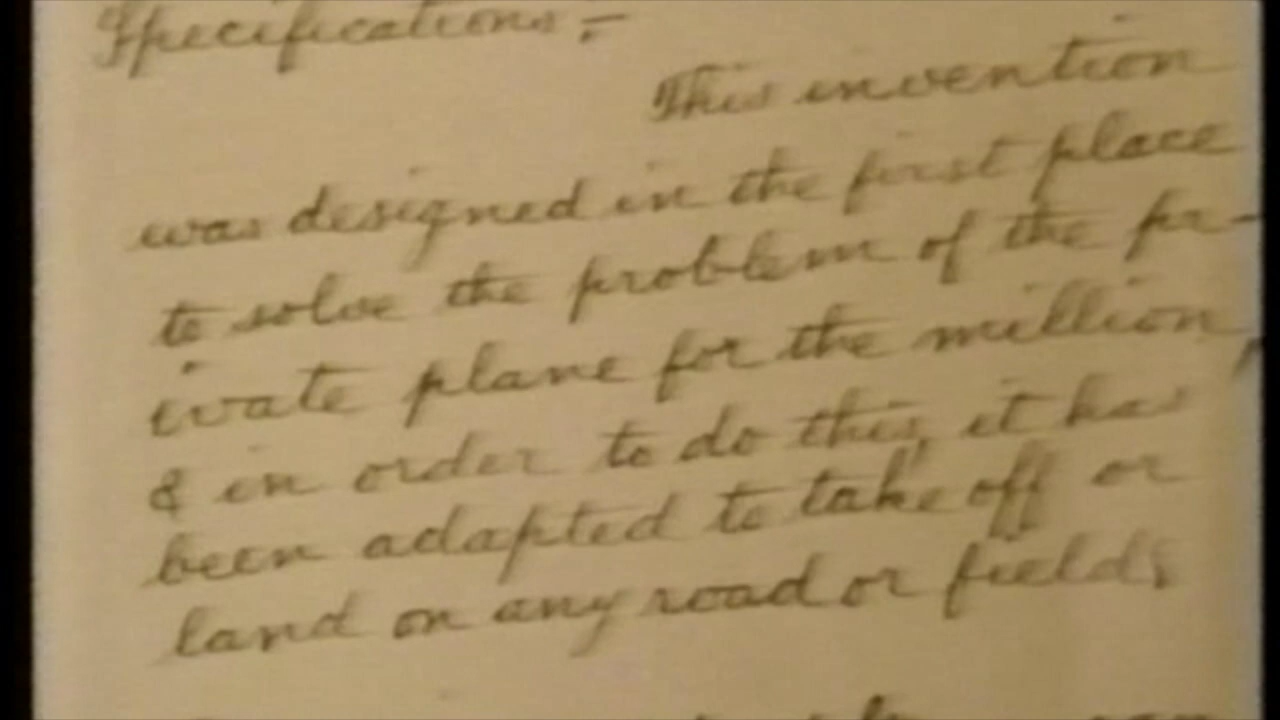 Specifications:-
This invention
was designed in the first place
to solve the problem of the pr-
ivate plane for the million,
& in order to do this, it has
been adapted to take off or
land on any road or field,